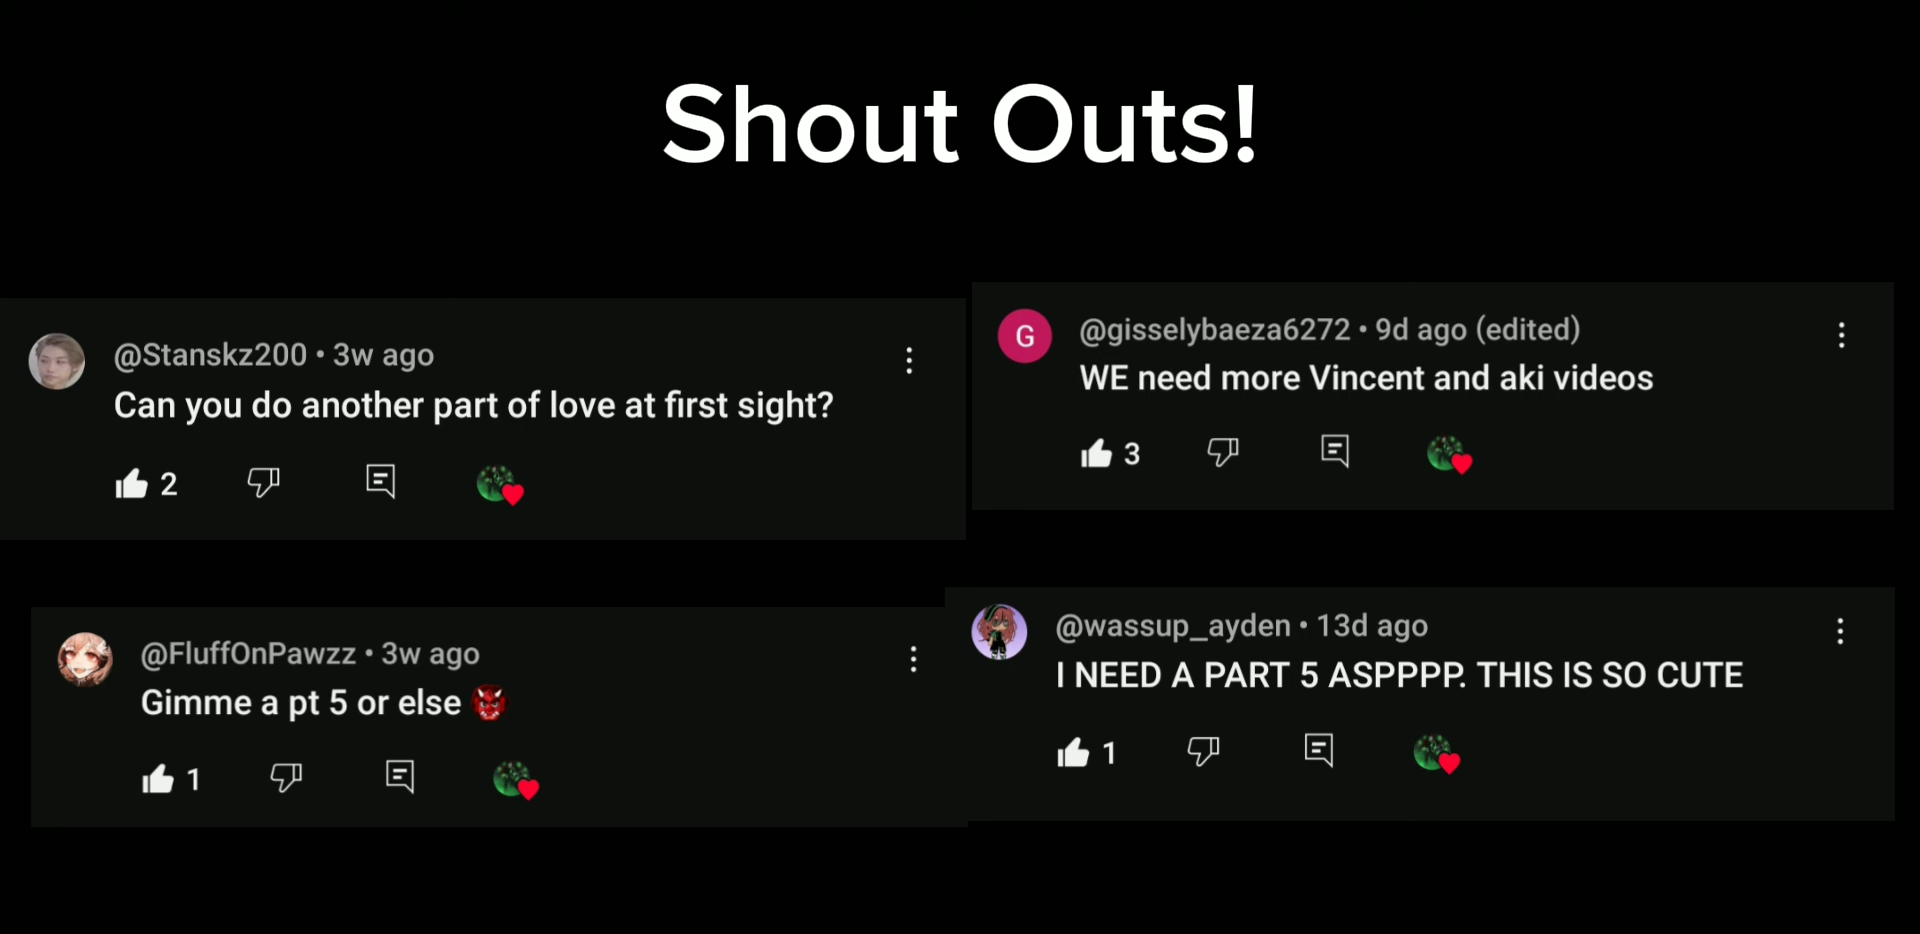 Shout Outs!
@Stanskz200 • 3w ago
Can you do another part of love at first sight?
2
G
@gisselybaeza6272 • 9d ago (edited)
WE need more Vincent and aki videos
3
@FluffOnPawzz • 3w ago
Gimme a pt 5 or else 👹
1
@wassup_ayden • 13d ago
I NEED A PART 5 ASPPPP. THIS IS SO CUTE
1